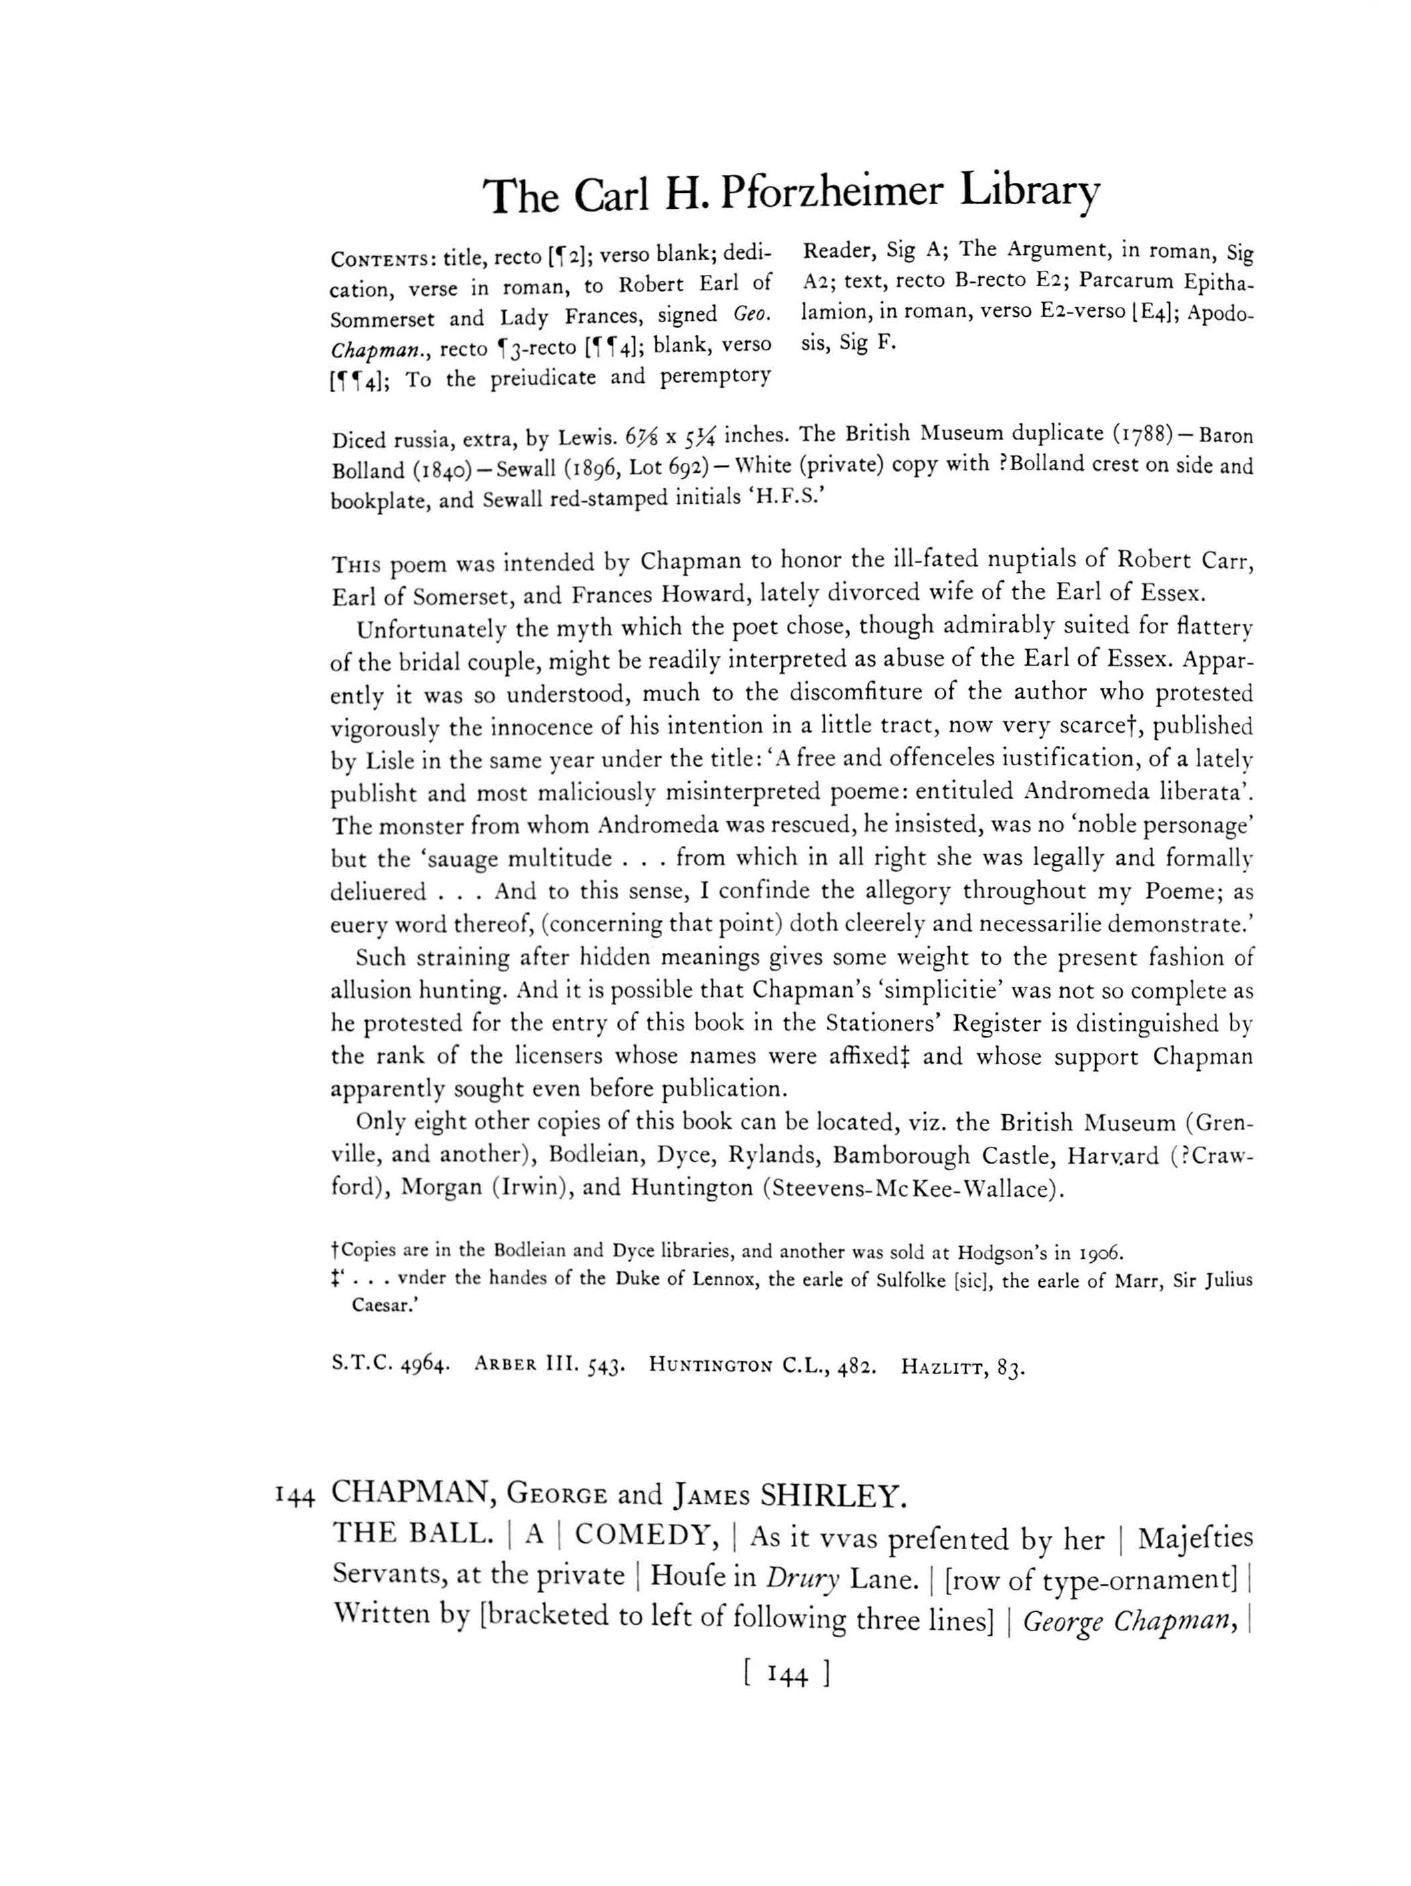 The Carl H. Pforzheimer Library
CONTENTS: title, recto [¶2]; verso blank; dedi-
cation, verse in roman, to Robert Earl of
Sommerset and Lady Frances, signed Geo.
Chapman., recto ¶3-recto [¶¶4]; blank, verso
[¶¶4]; To the preiudicate and peremptory
Reader, Sig A; The Argument, in roman, Sig
A2; text, recto B-recto E2; Parcarum Epitha-
lamion, in roman, verso E2-verso [E4]; Apodo-
sis, Sig F.
Diced russia, extra, by Lewis. 6⅞ x 5¼ inches. The British Museum duplicate (1788)—Baron
Bolland (1840)—Sewall (1896, Lot 692)—White (private) copy with ?Bolland crest on side and
bookplate, and Sewall red-stamped initials ‘H.F.S.’
THIS poem was intended by Chapman to honor the ill-fated nuptials of Robert Carr,
Earl of Somerset, and Frances Howard, lately divorced wife of the Earl of Essex.
Unfortunately the myth which the poet chose, though admirably suited for flattery
of the bridal couple, might be readily interpreted as abuse of the Earl of Essex. Appar-
ently it was so understood, much to the discomfiture of the author who protested
vigorously the innocence of his intention in a little tract, now very scarce†, published
by Lisle in the same year under the title: ‘A free and offenceles iustification, of a lately
publisht and most maliciously misinterpreted poeme: entituled Andromeda liberata’.
The monster from whom Andromeda was rescued, he insisted, was no ‘noble personage’
but the ‘sauage multitude . . . from which in all right she was legally and formally
deliuered . . . And to this sense, I confinde the allegory throughout my Poeme; as
euery word thereof, (concerning that point) doth cleerely and necessarilie demonstrate.’
Such straining after hidden meanings gives some weight to the present fashion of
allusion hunting. And it is possible that Chapman’s ‘simplicitie’ was not so complete as
he protested for the entry of this book in the Stationers’ Register is distinguished by
the rank of the licensers whose names were affixed‡ and whose support Chapman
apparently sought even before publication.
Only eight other copies of this book can be located, viz. the British Museum (Gren-
ville, and another), Bodleian, Dyce, Rylands, Bamborough Castle, Harvard (?Craw-
ford), Morgan (Irwin), and Huntington (Steevens-McKee-Wallace).
†Copies are in the Bodleian and Dyce libraries, and another was sold at Hodgson’s in 1906.
‡‘ . . . vnder the handes of the Duke of Lennox, the earle of Sulfolke [sic], the earle of Marr, Sir Julius
Caesar.’
S.T.C. 4964. ARBER III. 543. HUNTINGTON C.L., 482. HAZLITT, 83.
144 CHAPMAN, GEORGE and JAMES SHIRLEY.
THE BALL. | A | COMEDY, | As it vvas preſented by her | Majeſties
Servants, at the private | Houſe in Drury Lane. | [row of type-ornament] |
Written by [bracketed to left of following three lines] | George Chapman, |
[ 144 ]